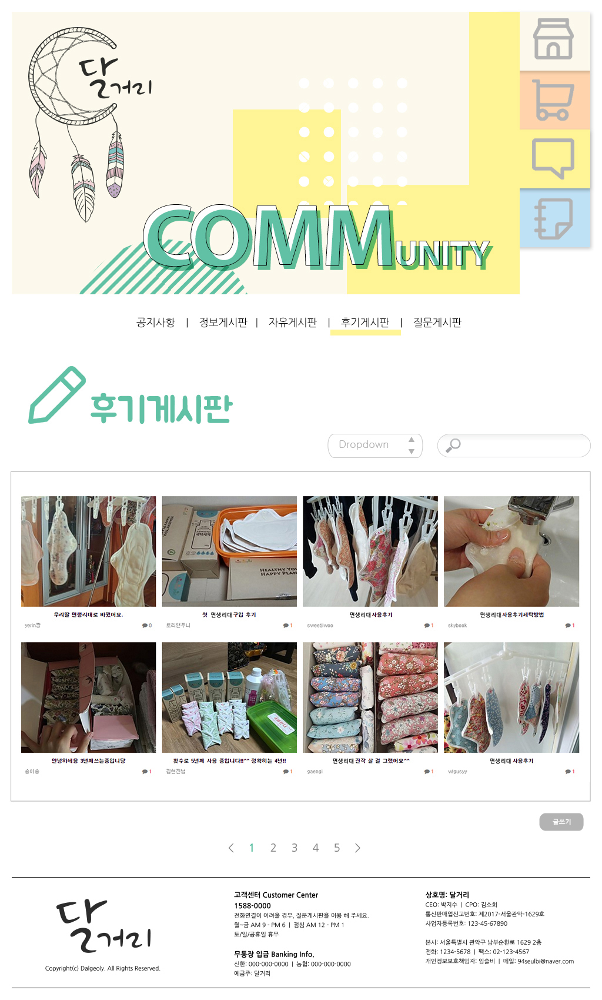 달거리
COMMUNITY
공지사항 | 정보게시판 | 자유게시판 | 후기게시판 | 질문게시판
후기게시판
Dropdown
세탁세제
HEALTHY YOU
HAPPY PLAN
우리딸 면생리대로 바꿨어요.
yerin짱 0
첫 면생리대 구입 후기
토리앤푸니 1
면생리대 사용후기
sweetjiwoo 1
면생리대 사용후기세탁방법
skybook 1
안녕하세용 3년째쓰는중입니당
숑이숑 1
횟수로 5년째 사용 중입니다!!^^ 정확히는 4년!!
김현진넘 1
면생리대 진작 살 걸 그랬어요^^
gaengi 1
면생리대 사용후기
wlgusyy 1
글쓰기
< 1 2 3 4 5 >
달거리
Copyright(c) Dalgeoly. All Rights Reserved.
고객센터 Customer Center
1588-0000
전화연결이 어려울 경우, 질문게시판을 이용 해 주세요.
월~금 AM 9 - PM 6 | 점심 AM 12 - PM 1
토/일/공휴일 휴무
무통장 입금 Banking Info.
신한: 000-000-0000 | 농협: 000-000-0000
예금주: 달거리
상호명: 달거리
CEO: 박지수 | CPO: 김소희
통신판매업신고번호: 제2017-서울관악-1629호
사업자등록번호: 123-45-67890
본사: 서울특별시 관악구 남부순환로 1629 2층
전화: 1234-5678 | 팩스: 02-123-4567
개인정보보호책임자: 임슬비 | 메일: 94seulbi@naver.com